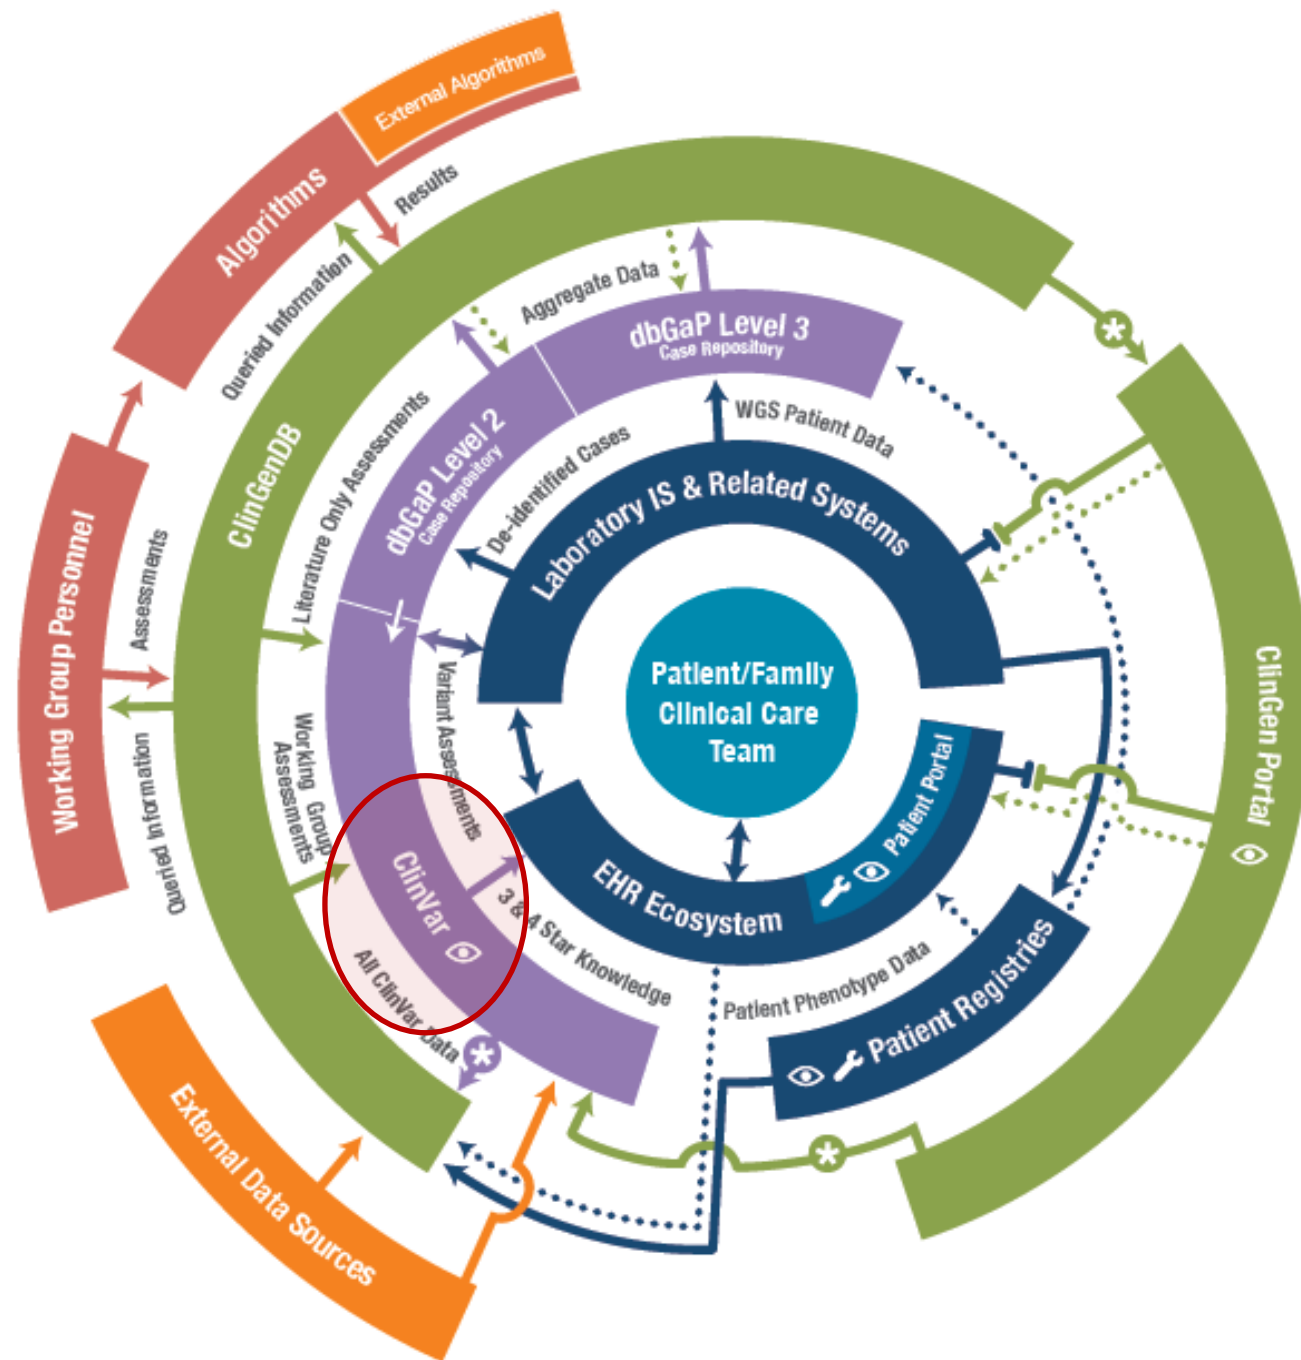 External Algorithms
Algorithms
Results
Queried Information
Aggregate Data
dbGaP Level 3
Case Repository
WGS Patient Data
ClinGenDB
Literature Only Assessments
dbGaP Level 2
Case Repository
De-identified Cases
Laboratory IS & Related Systems
Working Group Personnel
Assessments
Queried Information
Working Group
Assessments
Variant Assessments
Patient/Family
Clinical Care
Team
ClinGen Portal
Patient Portal
EHR Ecosystem
ClinVar
3 & 4 Star Knowledge
All ClinVar Data
*
*
*
Patient Phenotype Data
Patient Registries
External Data Sources